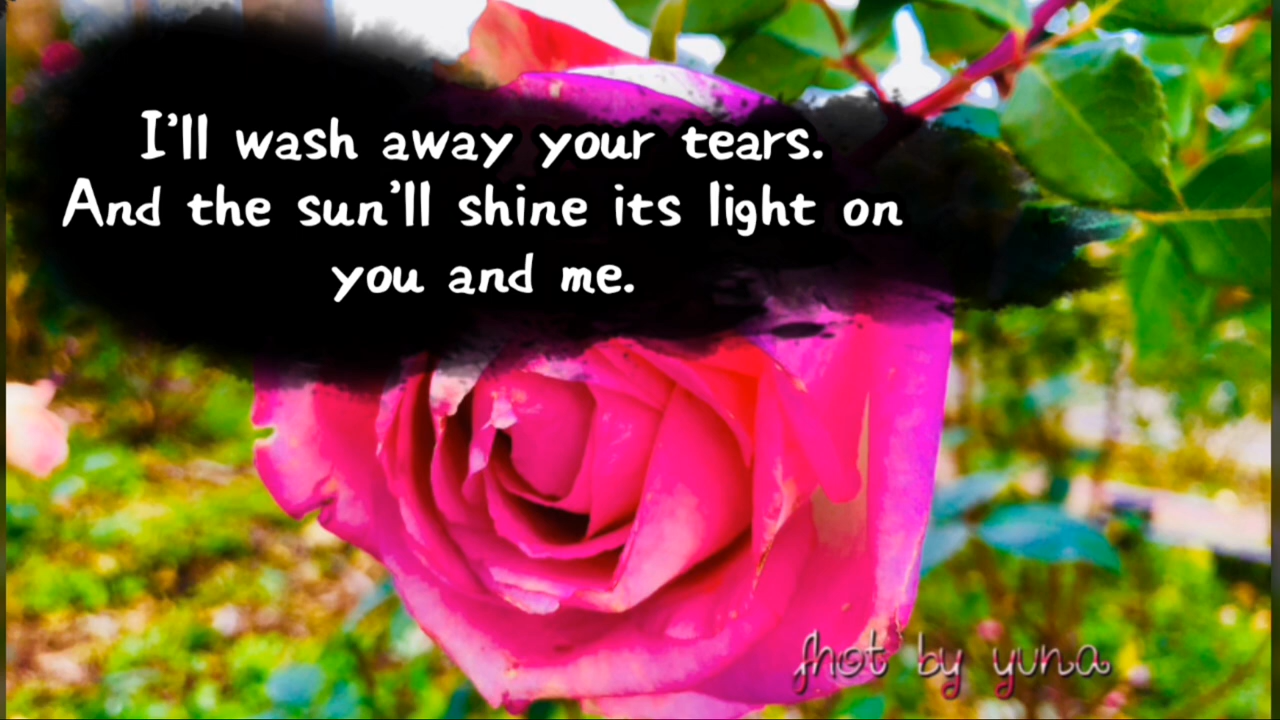 I'll wash away your tears.
And the sun'll shine its light on
you and me.
fhot by yuna